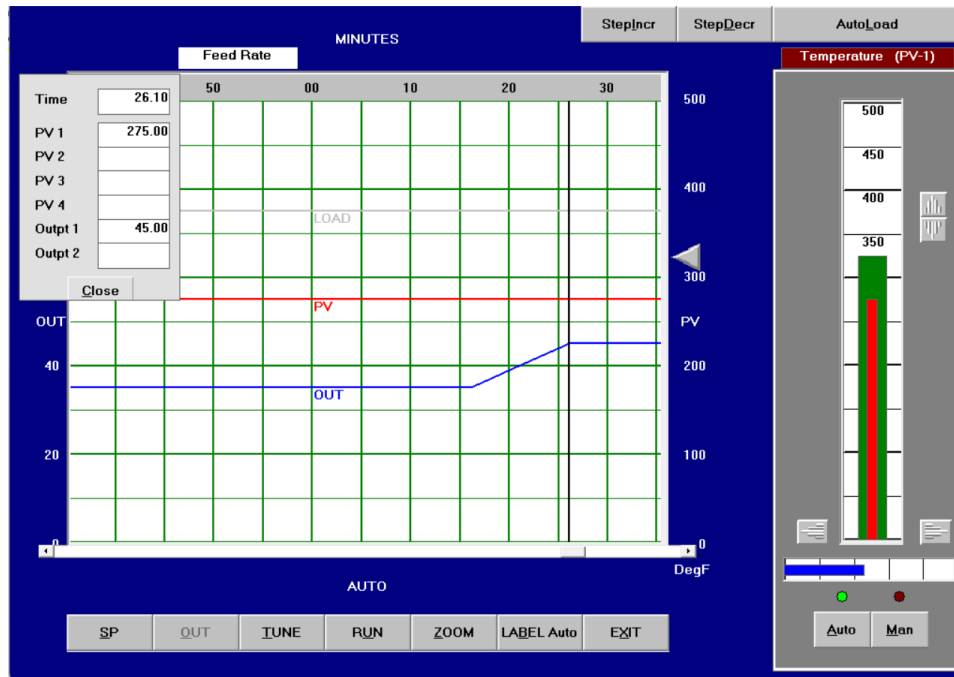 StepIncr StepDecr AutoLoad
MINUTES
Feed Rate
Temperature (PV-1)
50 00 10 20 30
Time 26.10
PV 1 275.00
PV 2
PV 3
PV 4
Outpt 1 45.00
Outpt 2
Close
500
400
300
PV
200
100
0
DegF
LOAD
PV
OUT
OUT
40
20
0
500
450
400
350
AUTO
SP OUT TUNE RUN ZOOM LABEL Auto EXIT
Auto Man